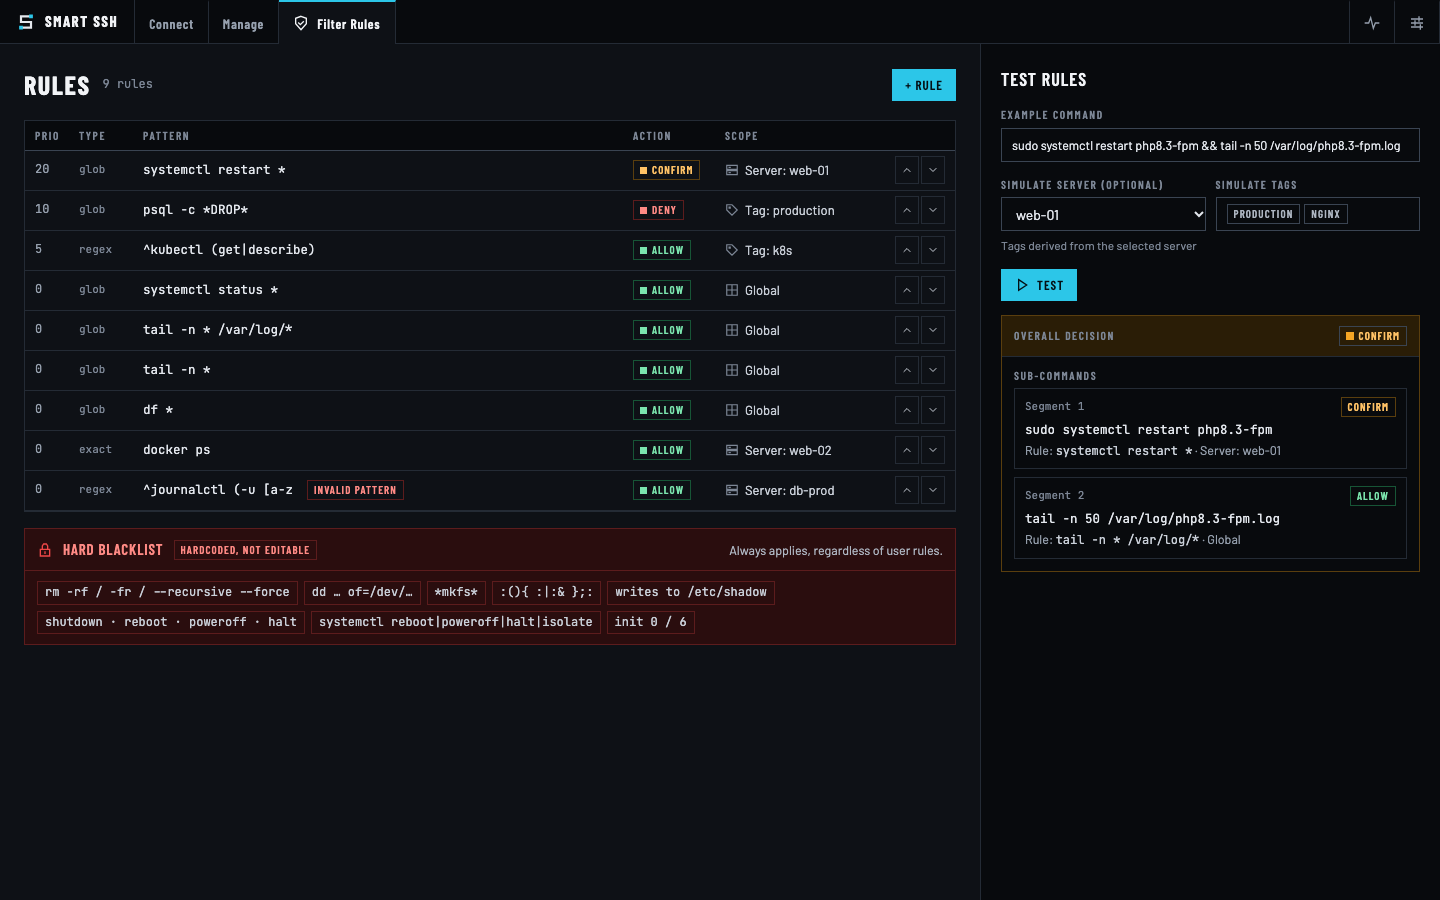 SMART SSH Connect Manage Filter Rules
RULES 9 rules + RULE
PRIO TYPE PATTERN ACTION SCOPE
20 glob systemctl restart * CONFIRM Server: web-01
10 glob psql -c *DROP* DENY Tag: production
5 regex ^kubectl (get|describe) ALLOW Tag: k8s
0 glob systemctl status * ALLOW Global
0 glob tail -n * /var/log/* ALLOW Global
0 glob tail -n * ALLOW Global
0 glob df * ALLOW Global
0 exact docker ps ALLOW Server: web-02
0 regex ^journalctl (-u [a-z INVALID PATTERN ALLOW Server: db-prod
HARD BLACKLIST HARDCODED, NOT EDITABLE Always applies, regardless of user rules.
rm -rf / -fr / --recursive --force dd … of=/dev/… *mkfs* :(){ :|:& };: writes to /etc/shadow
shutdown · reboot · poweroff · halt systemctl reboot|poweroff|halt|isolate init 0 / 6
TEST RULES
EXAMPLE COMMAND
sudo systemctl restart php8.3-fpm && tail -n 50 /var/log/php8.3-fpm.log
SIMULATE SERVER (OPTIONAL) SIMULATE TAGS
web-01 PRODUCTION NGINX
Tags derived from the selected server
TEST
OVERALL DECISION CONFIRM
SUB-COMMANDS
Segment 1 CONFIRM
sudo systemctl restart php8.3-fpm
Rule: systemctl restart * · Server: web-01
Segment 2 ALLOW
tail -n 50 /var/log/php8.3-fpm.log
Rule: tail -n * /var/log/* · Global